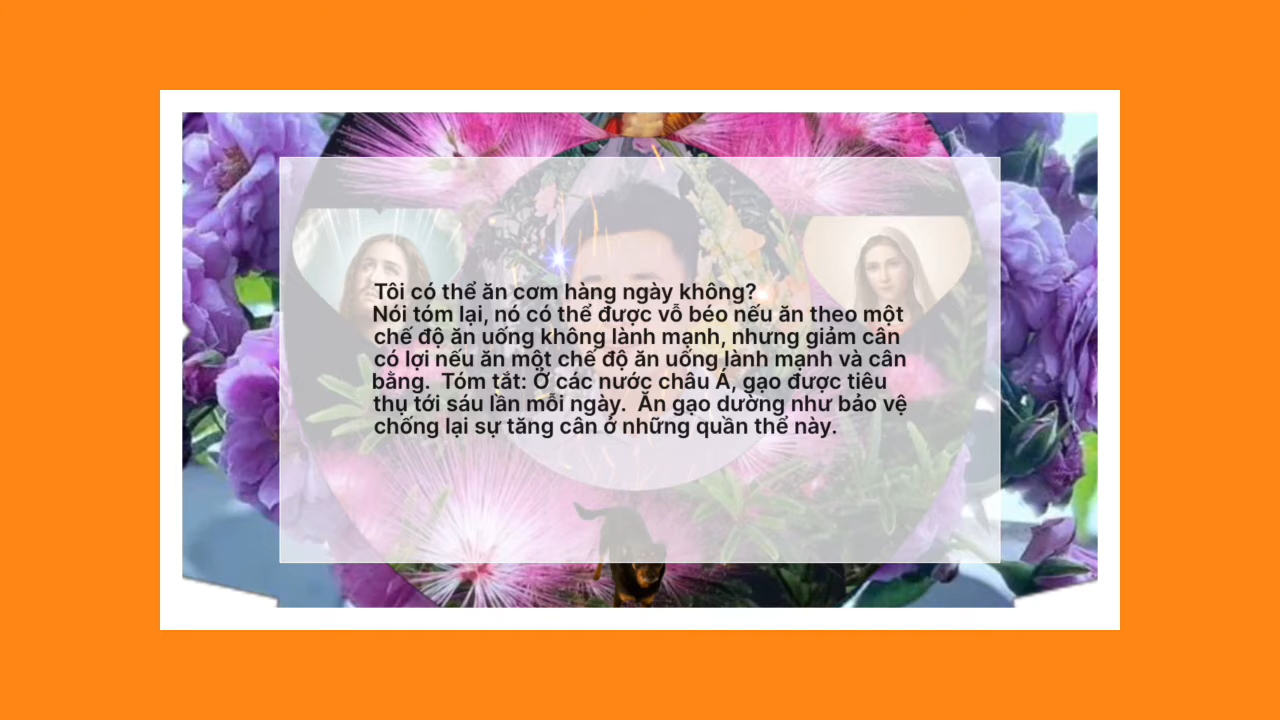 Tôi có thể ăn cơm hàng ngày không?
Nói tóm lại, nó có thể được vỗ béo nếu ăn theo một
chế độ ăn uống không lành mạnh, nhưng giảm cân
có lợi nếu ăn một chế độ ăn uống lành mạnh và cân
bằng.  Tóm tắt: Ở các nước châu Á, gạo được tiêu
thụ tới sáu lần mỗi ngày.  Ăn gạo dường như bảo vệ
chống lại sự tăng cân ở những quần thể này.